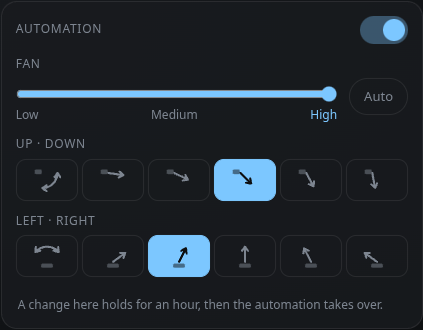 AUTOMATION
FAN
Auto
Low Medium High
UP · DOWN
LEFT · RIGHT
A change here holds for an hour, then the automation takes over.